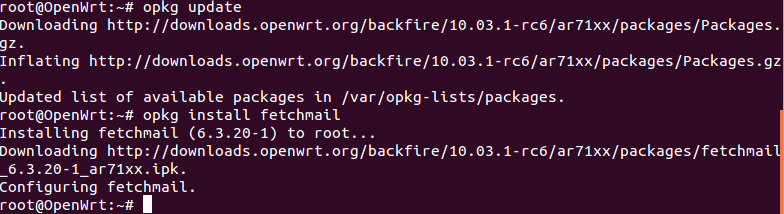 root@OpenWrt:~# opkg update
Downloading http://downloads.openwrt.org/backfire/10.03.1-rc6/ar71xx/packages/Packages.
gz.
Inflating http://downloads.openwrt.org/backfire/10.03.1-rc6/ar71xx/packages/Packages.gz
.
Updated list of available packages in /var/opkg-lists/packages.
root@OpenWrt:~# opkg install fetchmail
Installing fetchmail (6.3.20-1) to root...
Downloading http://downloads.openwrt.org/backfire/10.03.1-rc6/ar71xx/packages/fetchmail
_6.3.20-1_ar71xx.ipk.
Configuring fetchmail.
root@OpenWrt:~#